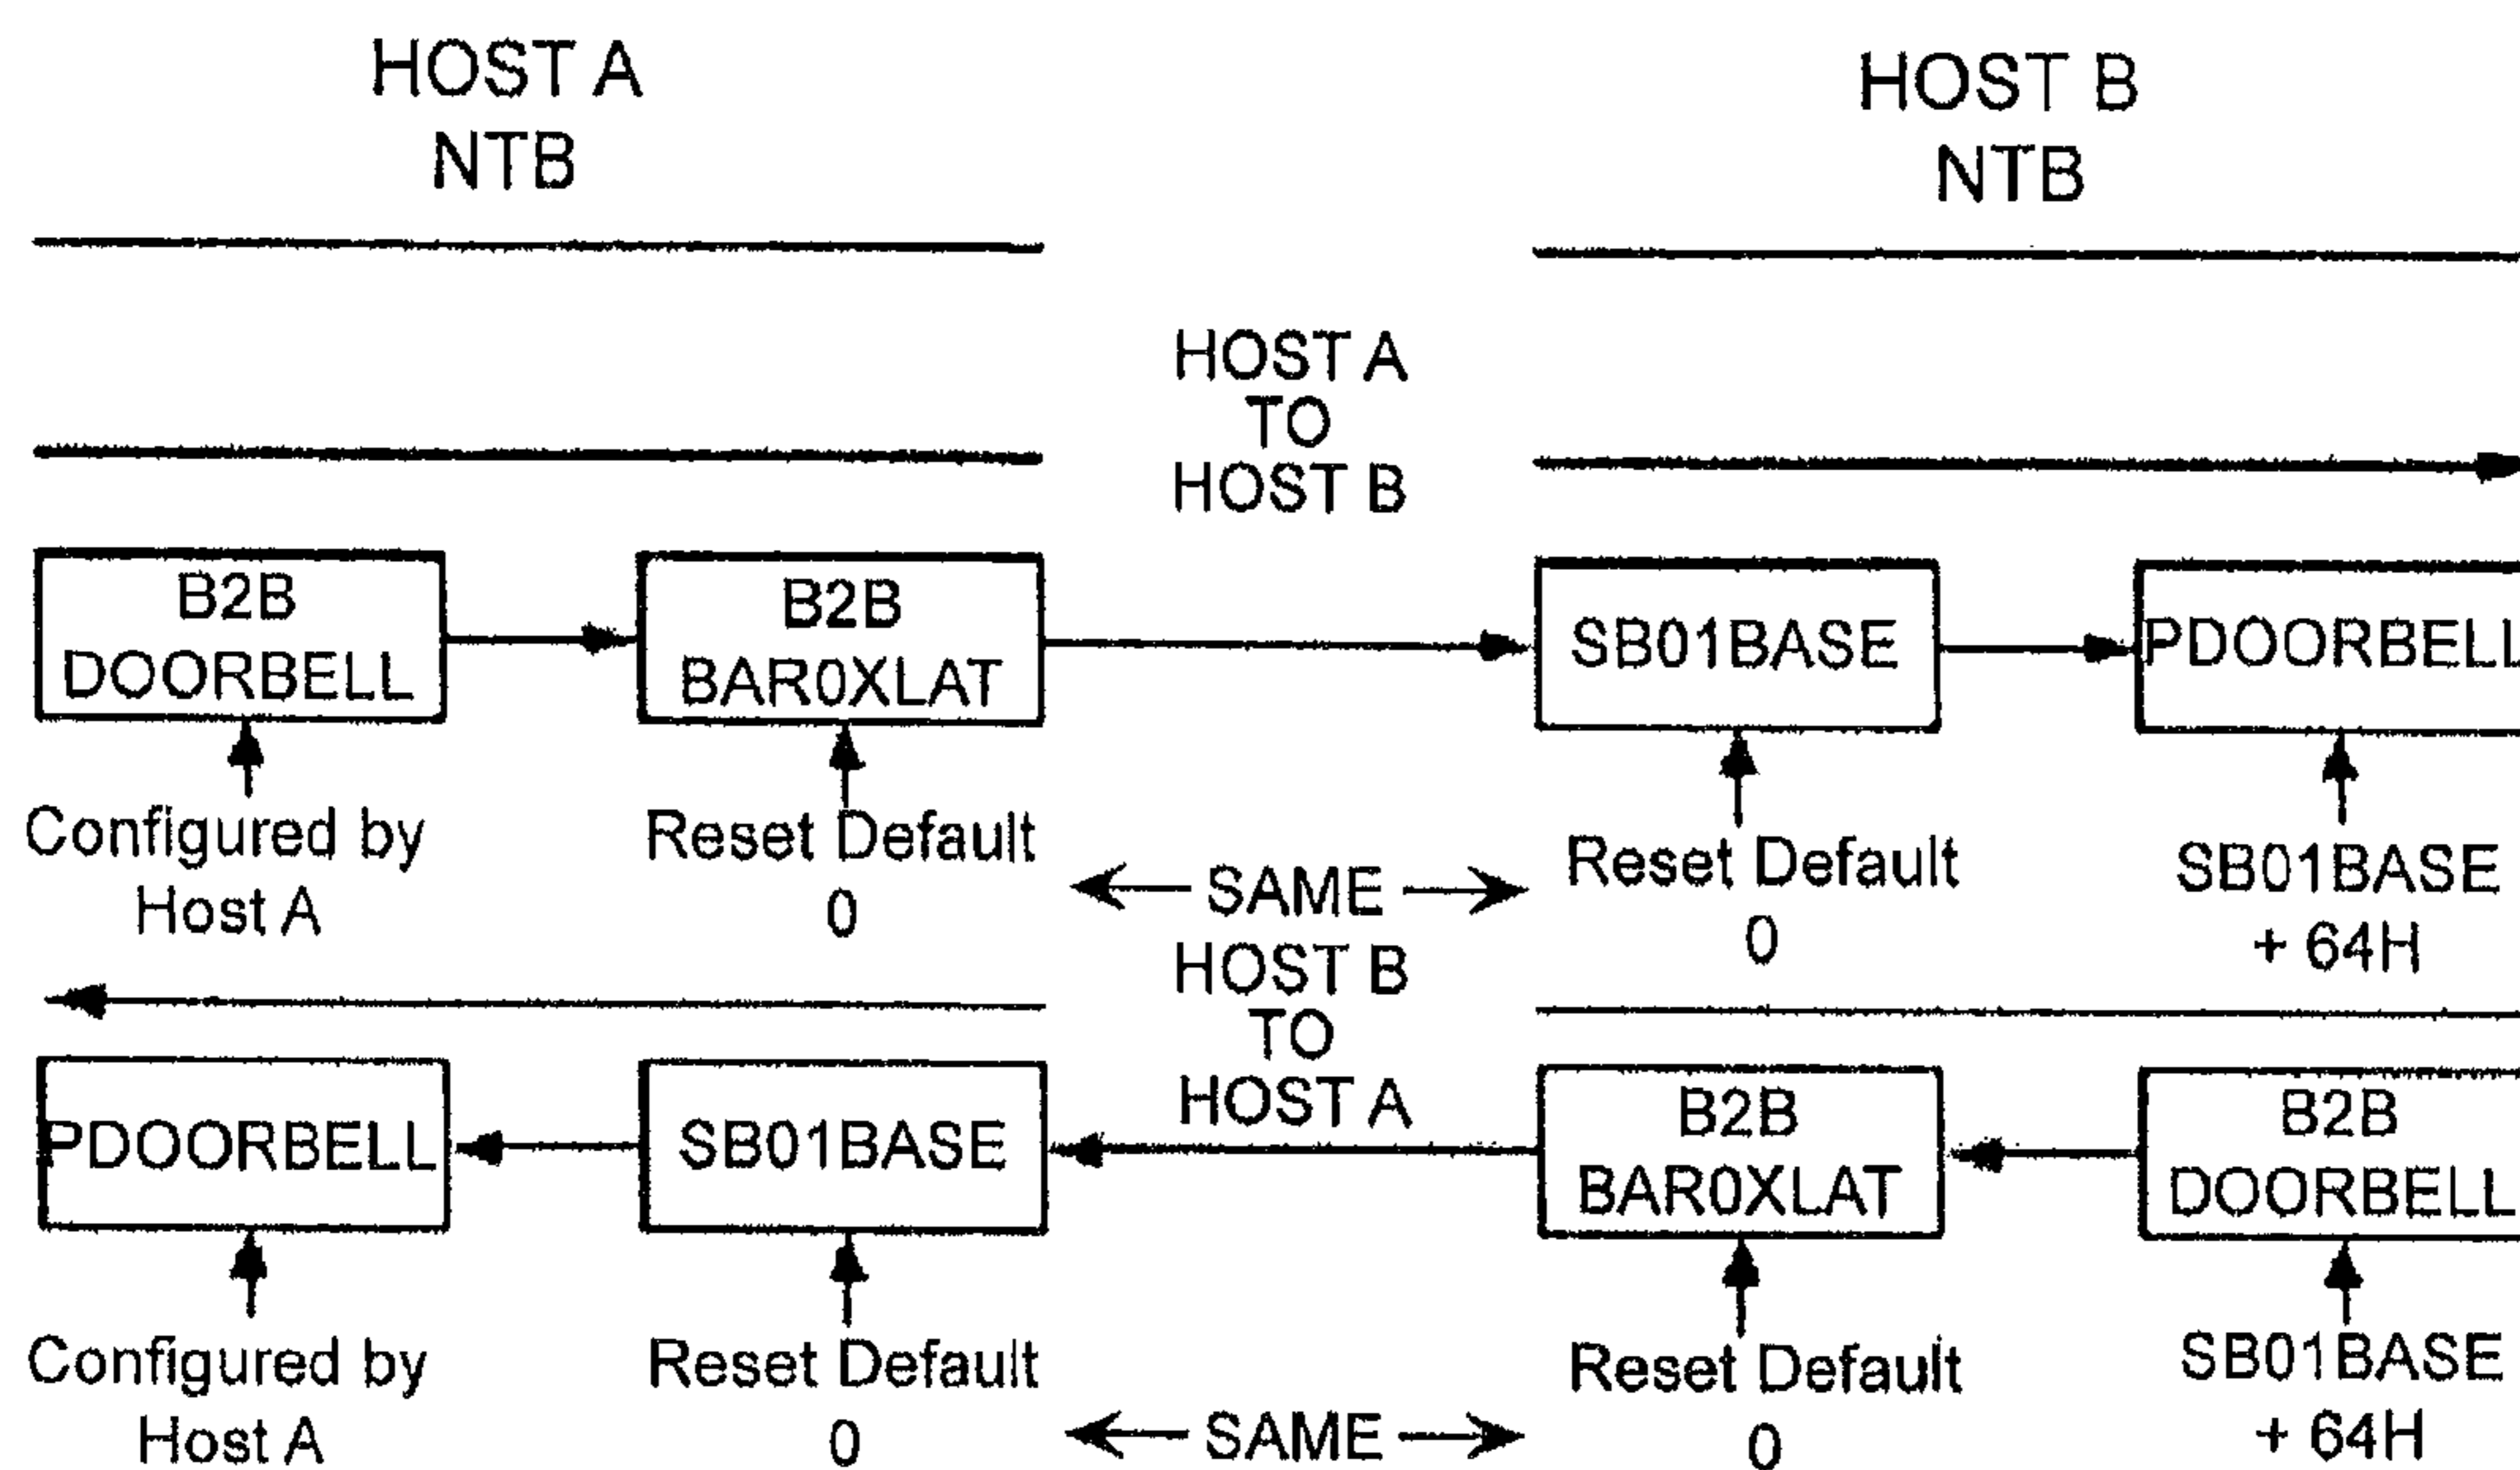 HOST A
NTB
HOST B
NTB
HOST A
TO
HOST B
B2B
DOORBELL
B2B
BAR0XLAT
SB01BASE
PDOORBELL
Configured by
Host A
Reset Default
0
SAME
Reset Default
0
SB01BASE
+ 64H
HOST B
TO
HOST A
PDOORBELL
SB01BASE
B2B
BAR0XLAT
B2B
DOORBELL
Configured by
Host A
Reset Default
0
SAME
Reset Default
0
SB01BASE
+ 64H